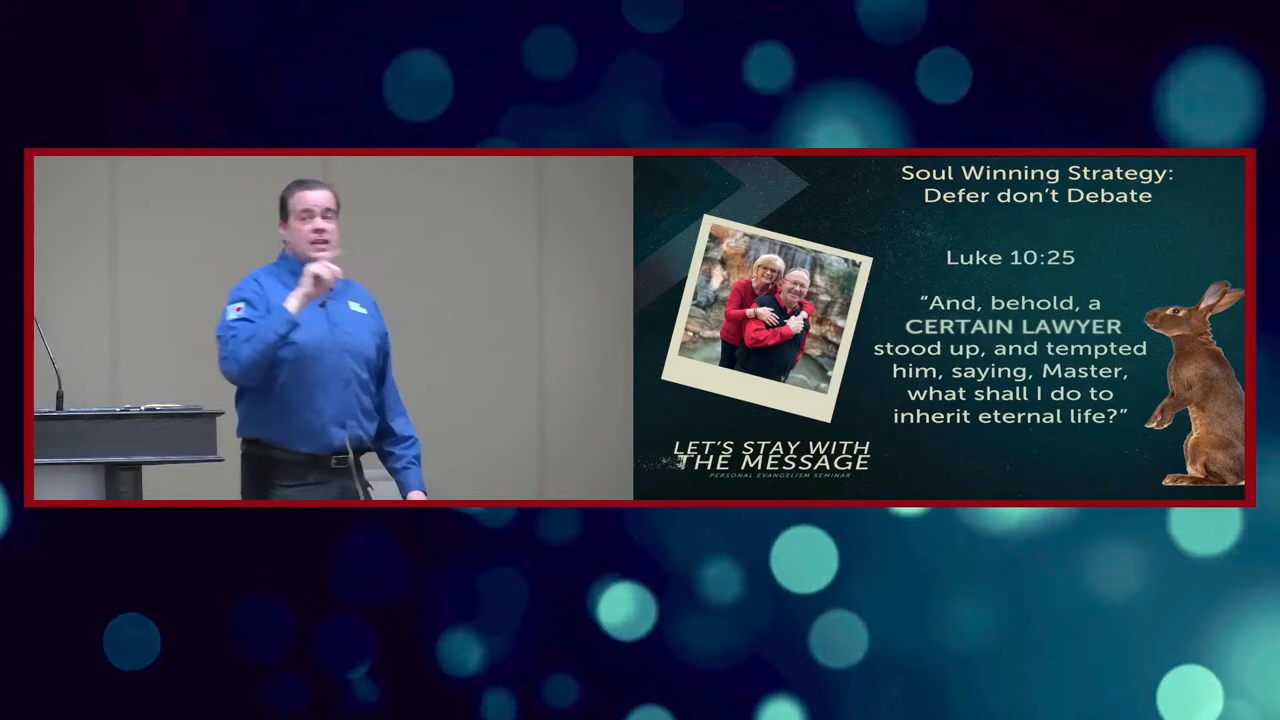 Soul Winning Strategy:
Defer don't Debate
Luke 10:25
“And, behold, a
CERTAIN LAWYER
stood up, and tempted
him, saying, Master,
what shall I do to
inherit eternal life?”
LET'S STAY WITH
THE MESSAGE
PERSONAL EVANGELISM SEMINAR